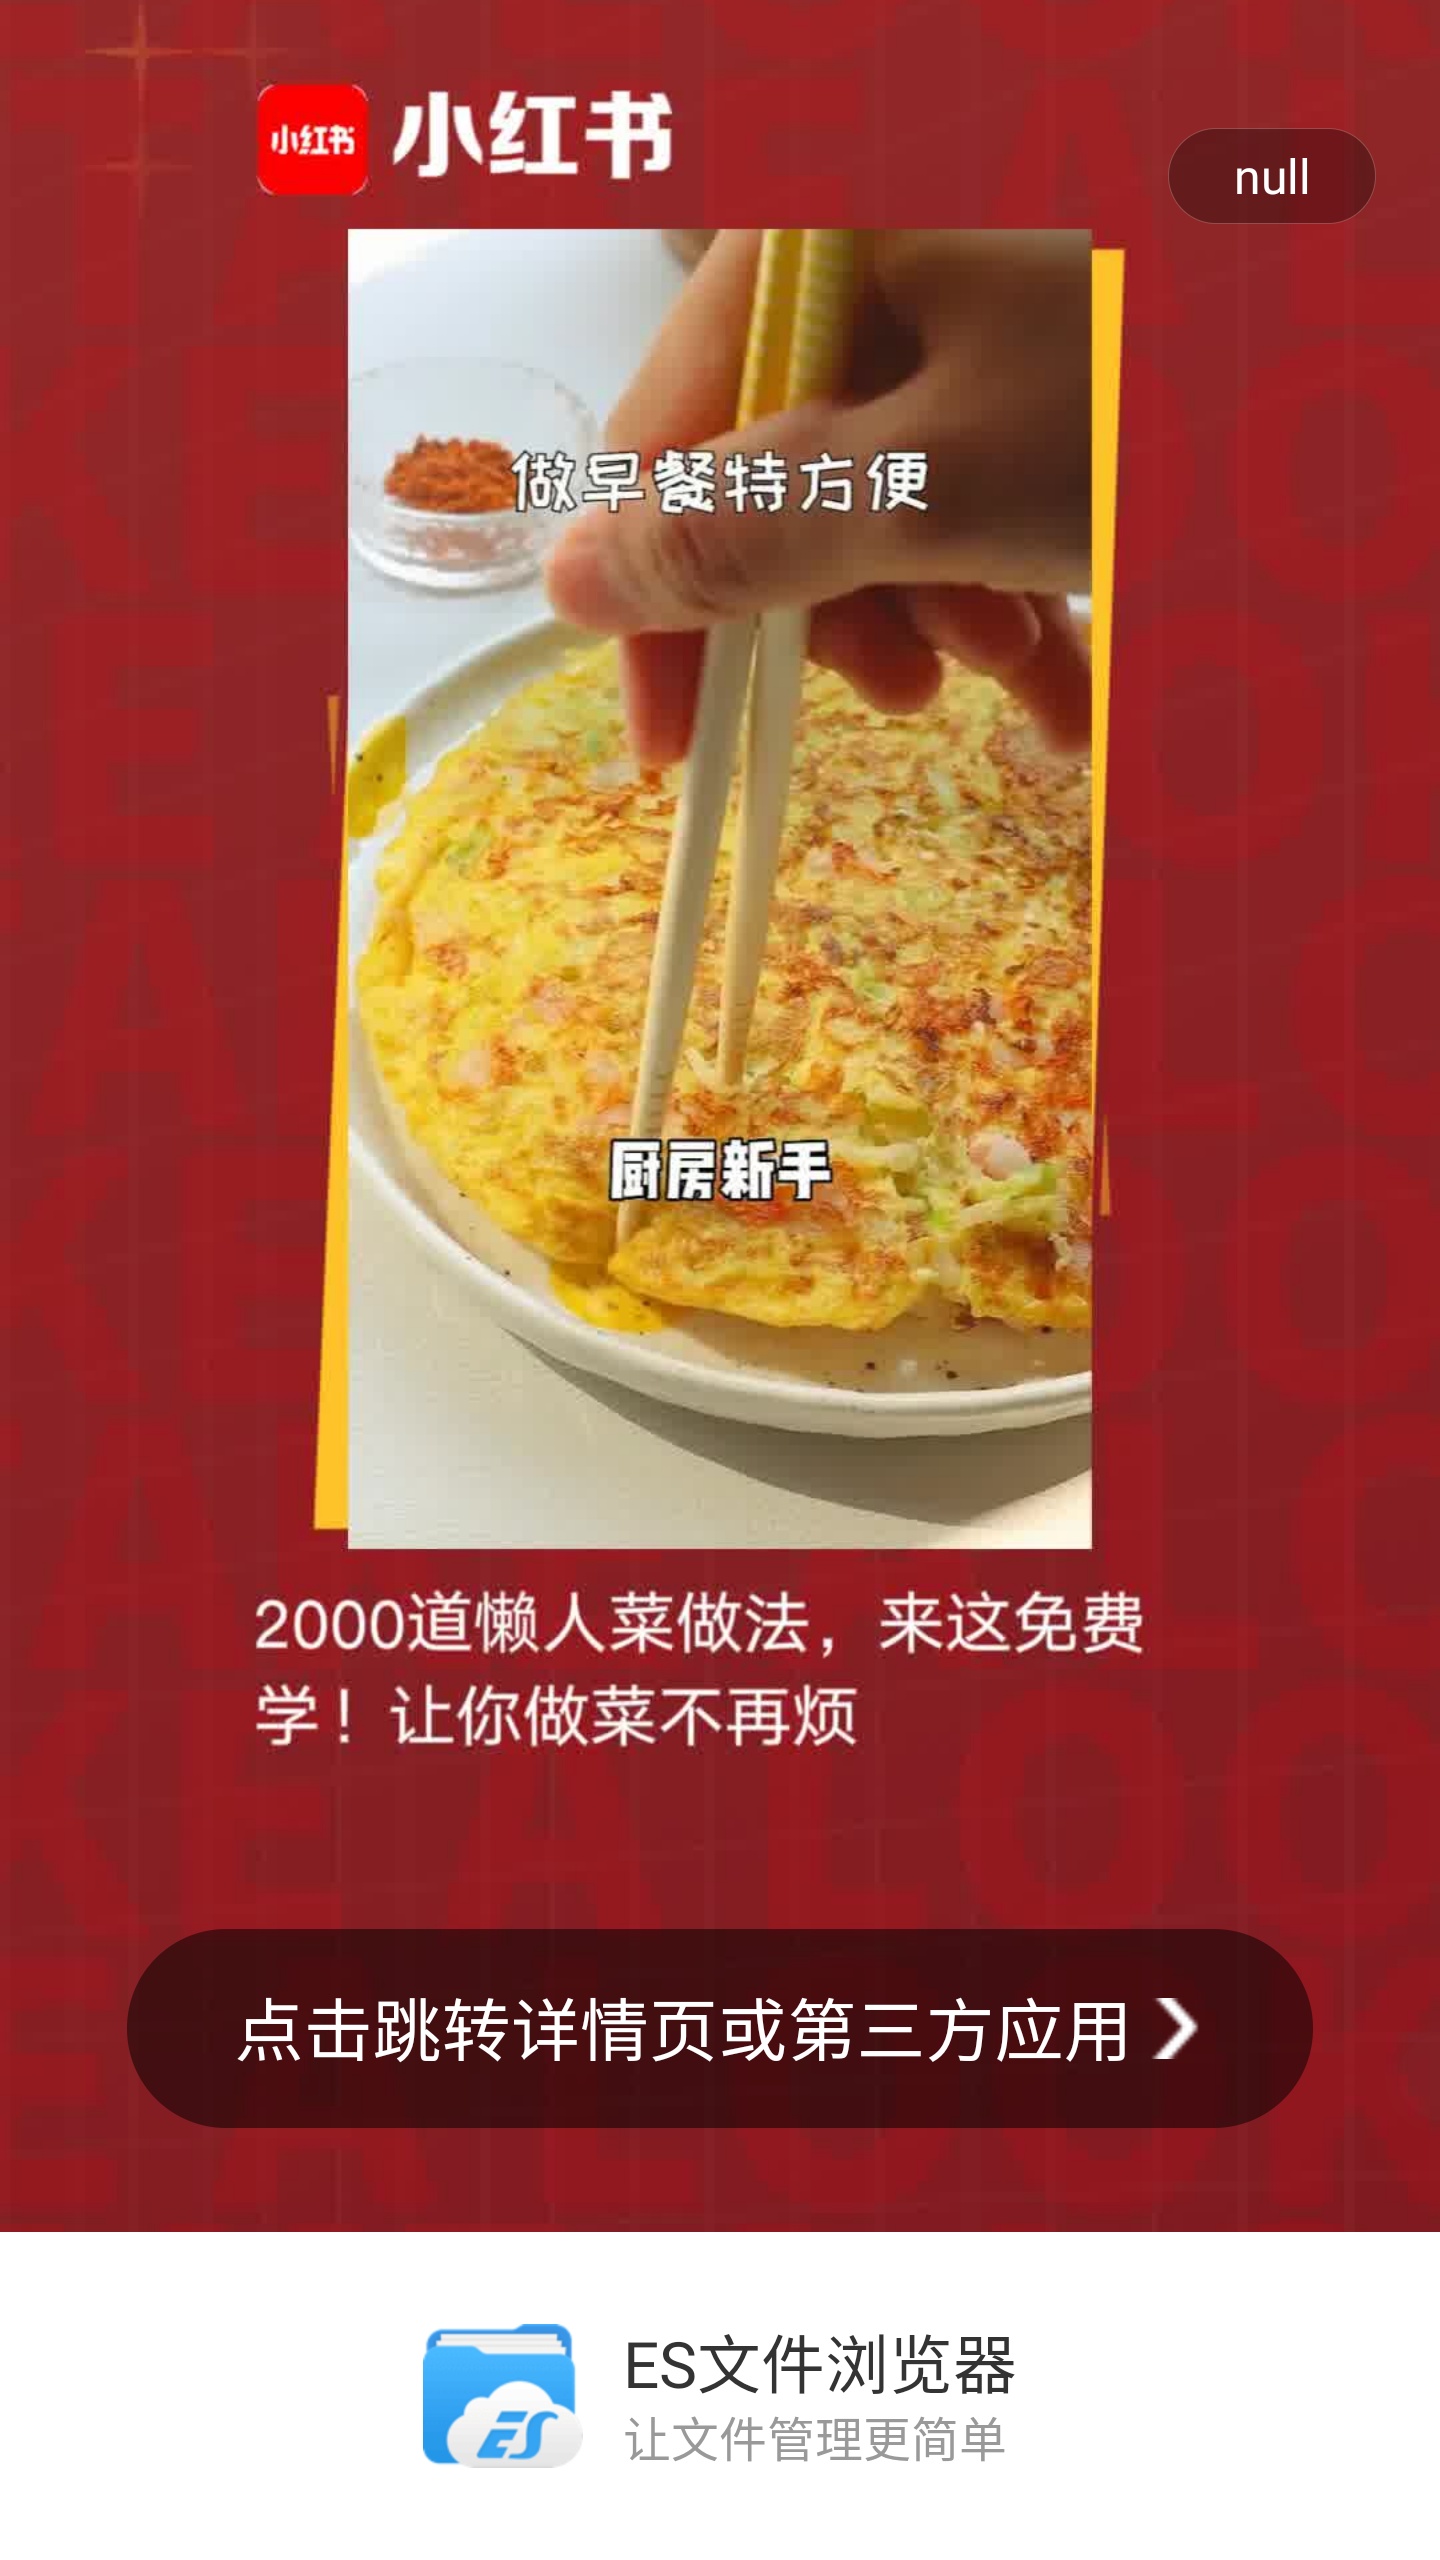 小红书
小红书
null
做早餐特方便
厨房新手
2000道懒人菜做法，来这免费
学！让你做菜不再烦
点击跳转详情页或第三方应用
ES
ES文件浏览器
让文件管理更简单